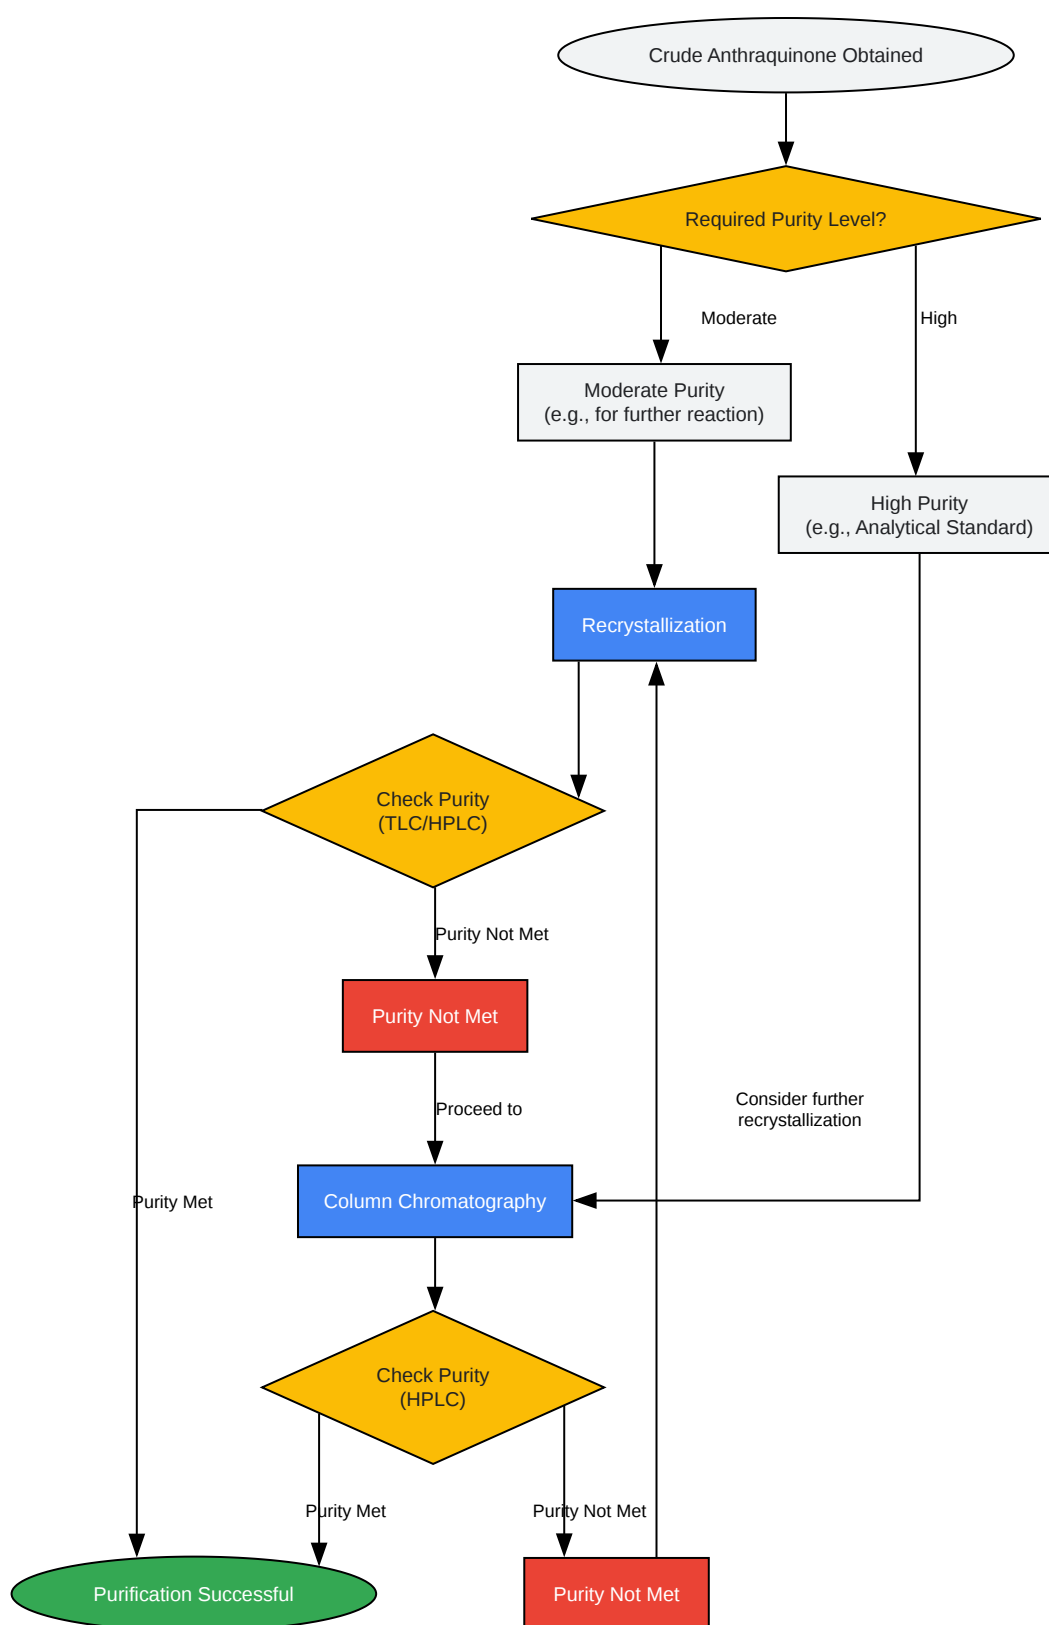 Crude Anthraquinone Obtained
Required Purity Level?
Moderate
High
Moderate Purity
(e.g., for further reaction)
High Purity
(e.g., Analytical Standard)
Recrystallization
Check Purity
(TLC/HPLC)
Purity Not Met
Purity Not Met
Proceed to
Consider further
recrystallization
Purity Met
Column Chromatography
Check Purity
(HPLC)
Purity Met
Purity Not Met
Purification Successful
Purity Not Met